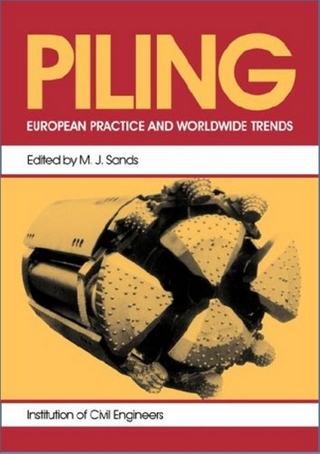 PILING
EUROPEAN PRACTICE AND WORLDWIDE TRENDS
Edited by M. J. Sands
Institution of Civil Engineers